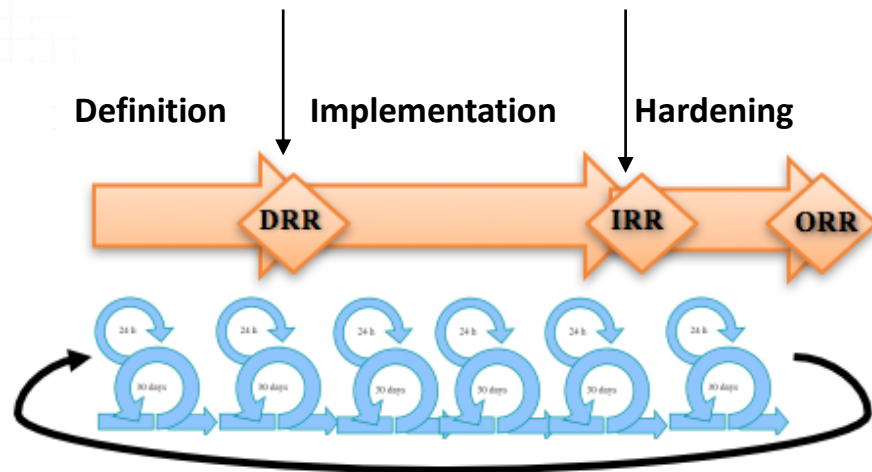 Definition Implementation Hardening
DRR IRR ORR
24 h 24 h 24 h 24 h 24 h 24 h
30 days 30 days 30 days 30 days 30 days 30 days